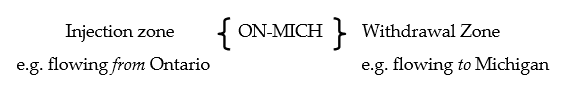 Injection zone { ON-MICH } Withdrawal Zone
e.g. flowing from Ontario e.g. flowing to Michigan